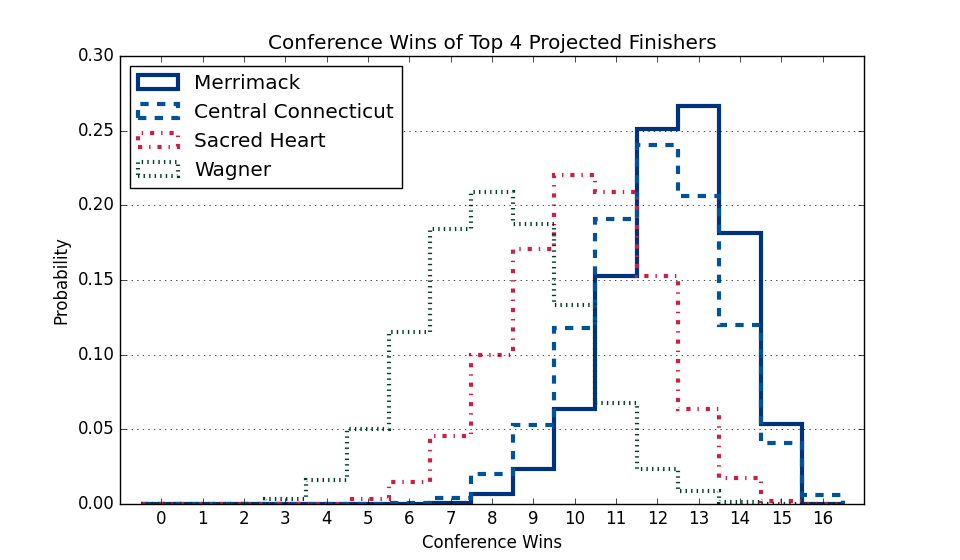 Conference Wins of Top 4 Projected Finishers
Merrimack
Central Connecticut
Sacred Heart
Wagner
Probability
0.30
0.25
0.20
0.15
0.10
0.05
0.00
0 1 2 3 4 5 6 7 8 9 10 11 12 13 14 15 16
Conference Wins